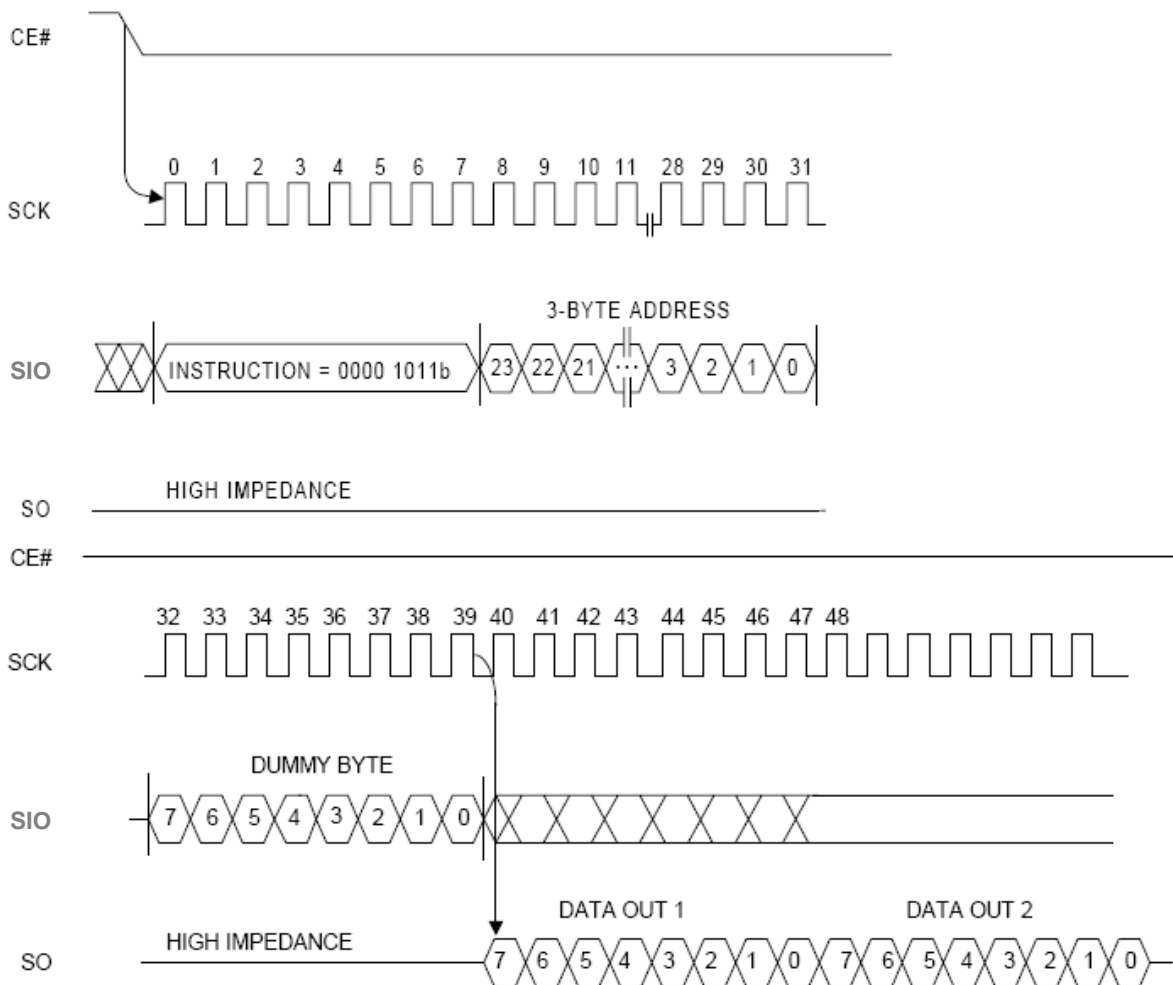 CE#
0 1 2 3 4 5 6 7 8 9 10 11 28 29 30 31
SCK
3-BYTE ADDRESS
SIO INSTRUCTION = 0000 1011b 23 22 21 ... 3 2 1 0
HIGH IMPEDANCE
SO
CE#
32 33 34 35 36 37 38 39 40 41 42 43 44 45 46 47 48
SCK
DUMMY BYTE
SIO 7 6 5 4 3 2 1 0
DATA OUT 1 DATA OUT 2
HIGH IMPEDANCE
SO 7 6 5 4 3 2 1 0 7 6 5 4 3 2 1 0